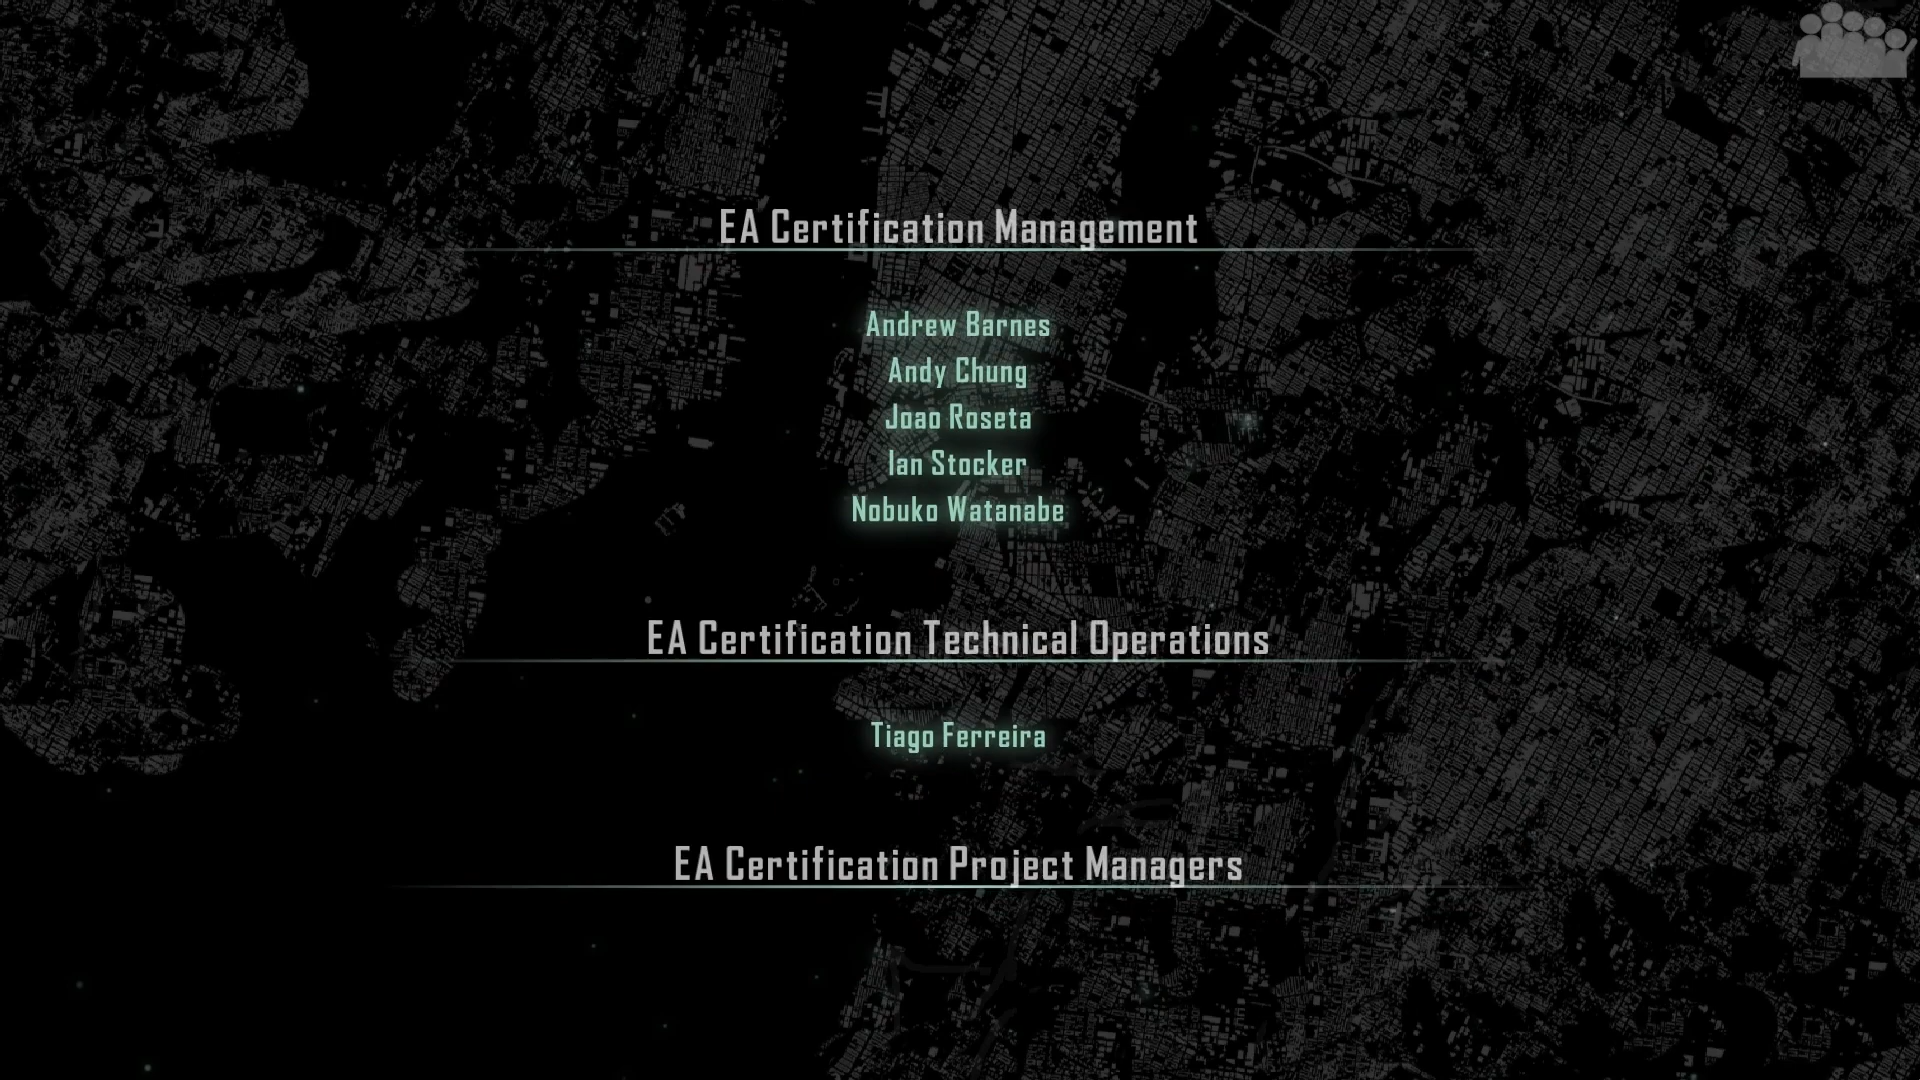 EA Certification Management
Andrew Barnes
Andy Chung
Joao Roseta
Ian Stocker
Nobuko Watanabe
EA Certification Technical Operations
Tiago Ferreira
EA Certification Project Managers